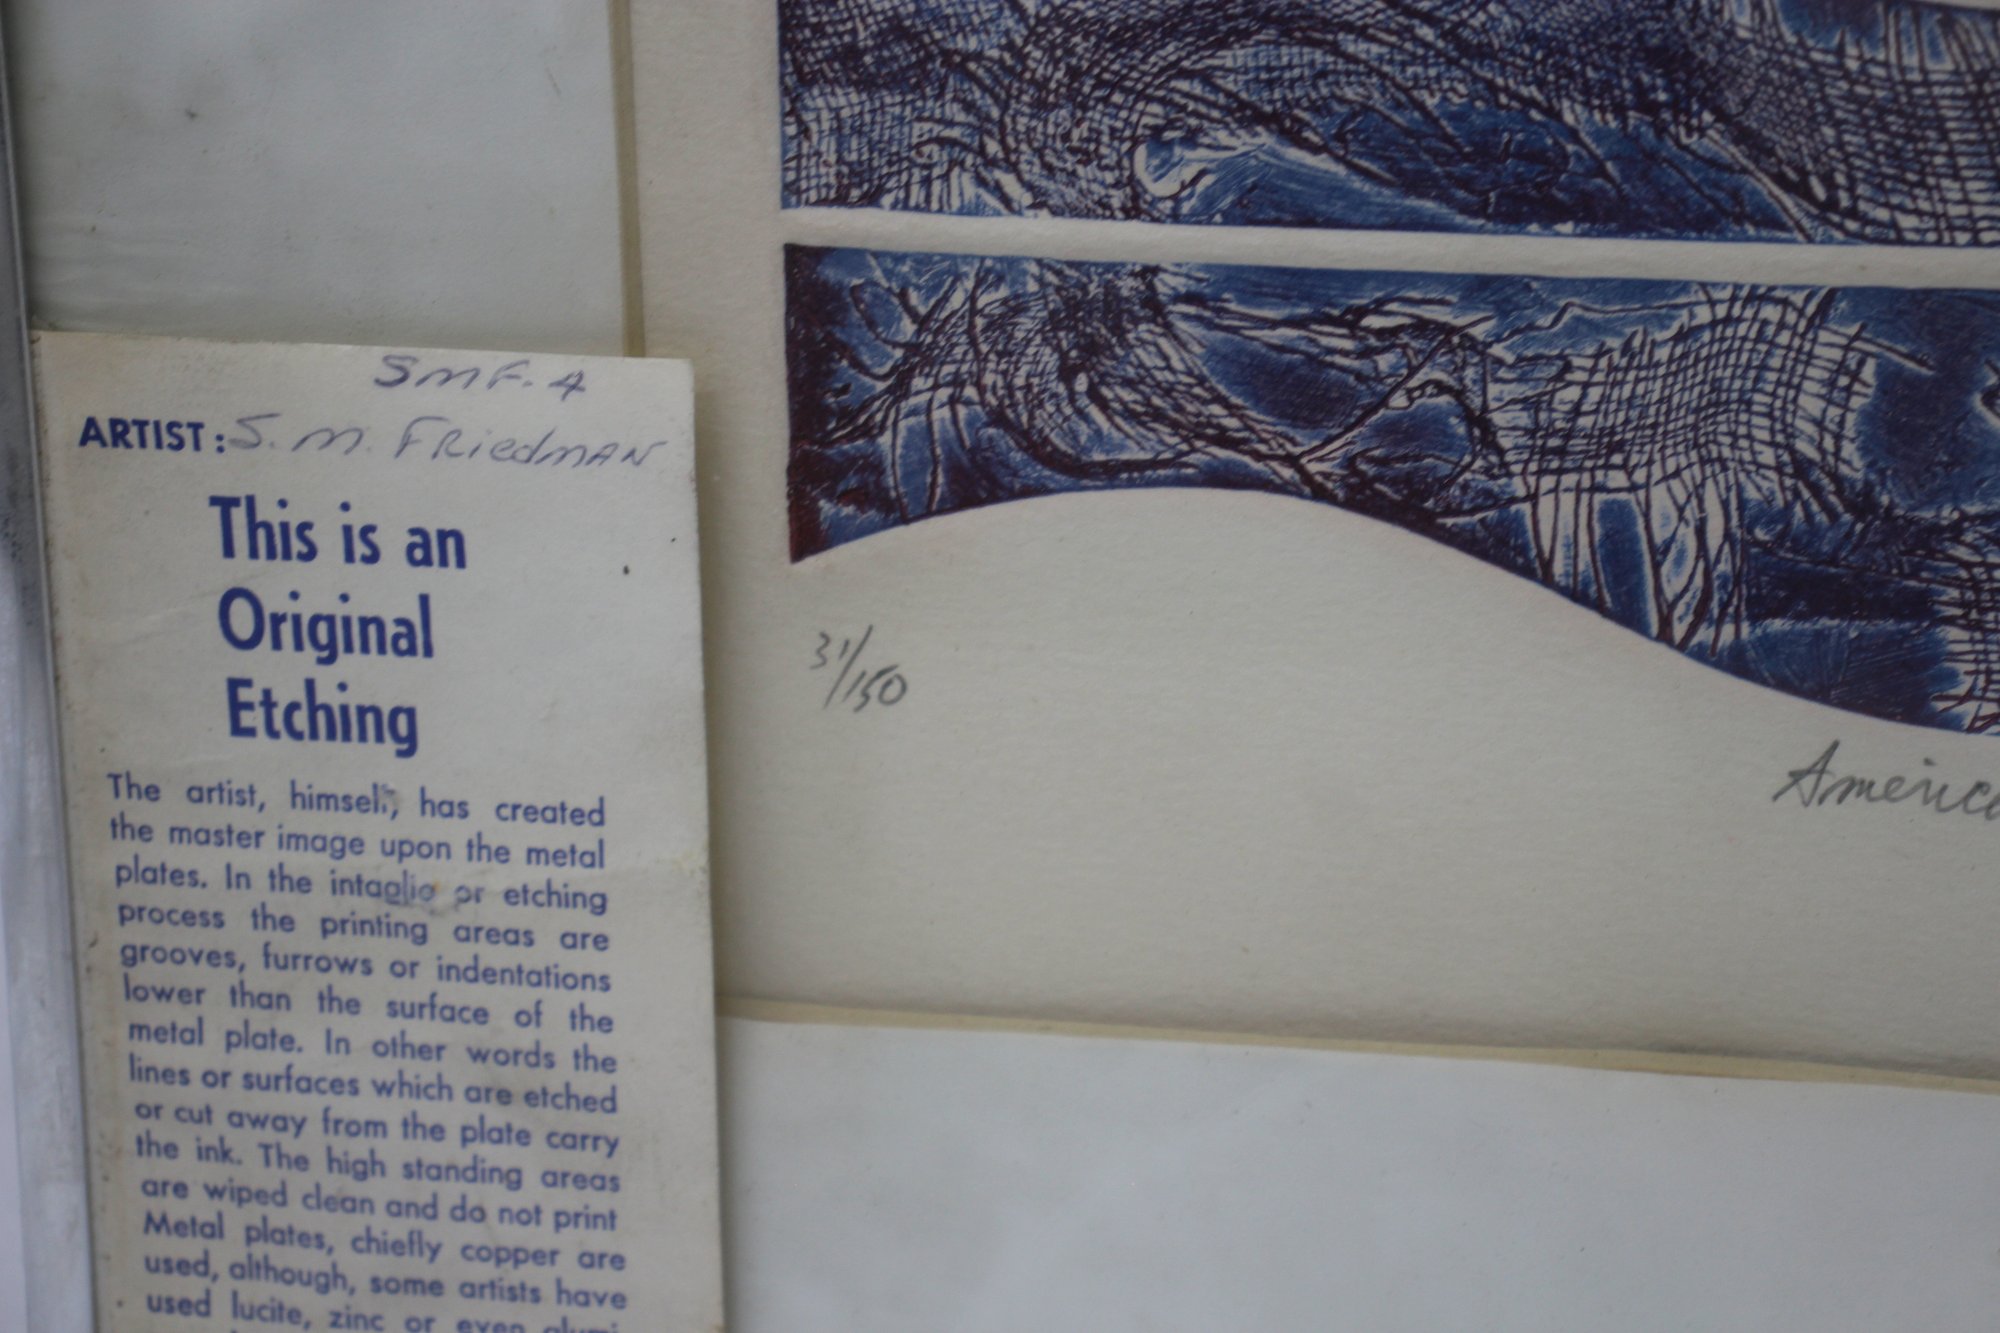 SMF. 4
ARTIST: S. M. FRiedMAN
This is an
Original
Etching
The artist, himself, has created
the master image upon the metal
plates. In the intaglio or etching
process the printing areas are
grooves, furrows or indentations
lower than the surface of the
metal plate. In other words the
lines or surfaces which are etched
or cut away from the plate carry
the ink. The high standing areas
are wiped clean and do not print
Metal plates, chiefly copper are
used, although, some artists have
used lucite, zinc or even alumi-
31/150
America